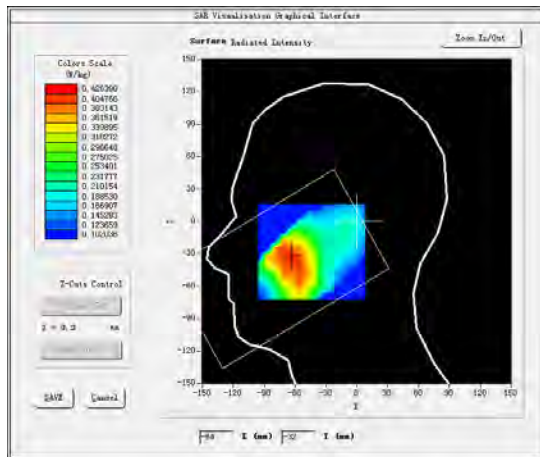 SAR Visualisation Graphical Interface
Surface Radiated Intensity
Zoom In/Out
Colors Scale
(W/kg)
0.426390
0.404766
0.383143
0.361519
0.339895
0.318272
0.296648
0.275025
0.253401
0.231777
0.210154
0.188530
0.166907
0.145283
0.123659
0.102036
150
120
90
60
30
0
-30
-60
-90
-120
-150
-150 -120 -90 -60 -30 0 30 60 90 120 150
X
Z-Cuts Control
SAVE Cancel
X (mm) -32 Y (mm)